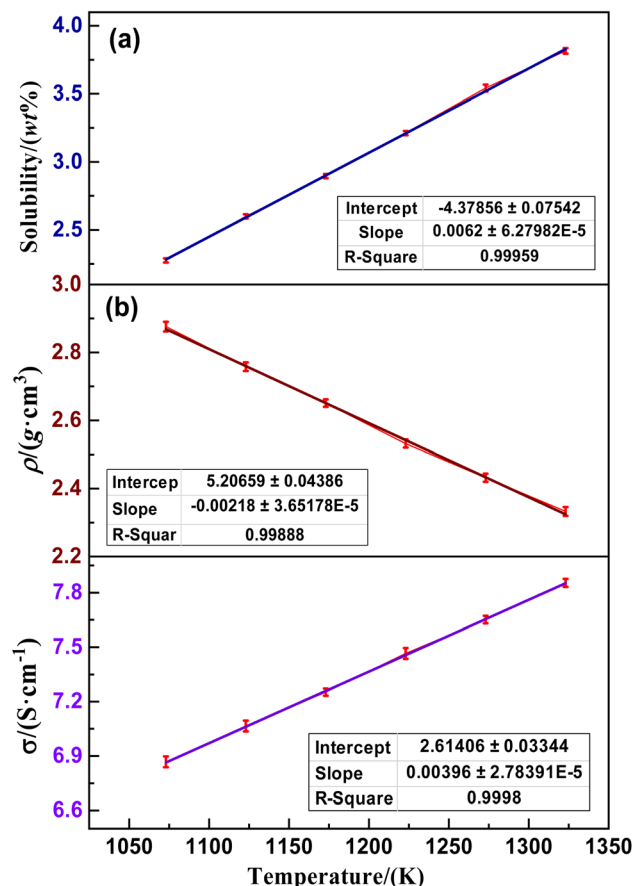 (a)
Solubility/(wt%)
4.0
3.5
3.0
2.5
Intercept -4.37856 ± 0.07542
Slope 0.0062 ± 6.27982E-5
R-Square 0.99959
(b)
ρ/(g·cm³)
3.0
2.8
2.6
2.4
2.2
Intercep 5.20659 ± 0.04386
Slope -0.00218 ± 3.65178E-5
R-Squar 0.99888
σ/(S·cm⁻¹)
7.8
7.5
7.2
6.9
6.6
Intercept 2.61406 ± 0.03344
Slope 0.00396 ± 2.78391E-5
R-Square 0.9998
1050 1100 1150 1200 1250 1300 1350
Temperature/(K)